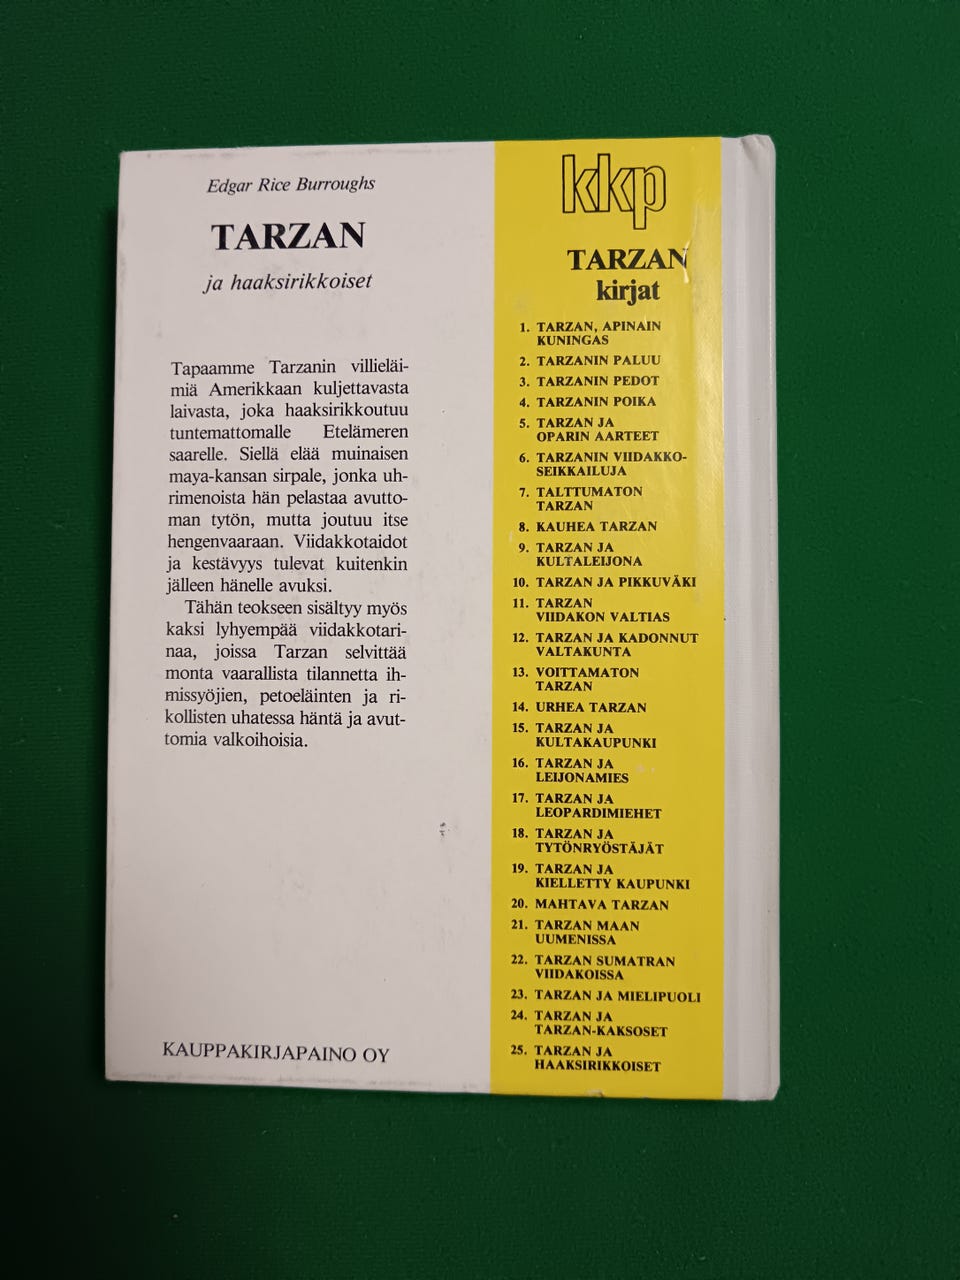 Edgar Rice Burroughs
TARZAN
ja haaksirikkoiset
Tapaamme Tarzanin villieläi-
miä Amerikkaan kuljettavasta
laivasta, joka haaksirikkoutuu
tuntemattomalle Etelämeren
saarelle. Siellä elää muinaisen
maya-kansan sirpale, jonka uh-
rimenoista hän pelastaa avutto-
man tytön, mutta joutuu itse
hengenvaaraan. Viidakkotaidot
ja kestävyys tulevat kuitenkin
jälleen hänelle avuksi.
Tähän teokseen sisältyy myös
kaksi lyhyempää viidakkotari-
naa, joissa Tarzan selvittää
monta vaarallista tilannetta ih-
missyöjien, petoeläinten ja ri-
kollisten uhatessa häntä ja avut-
tomia valkoihoisia.
KAUPPAKIRJAPAINO OY
kkp
TARZAN
kirjat
1. TARZAN, APINAIN
KUNINGAS
2. TARZANIN PALUU
3. TARZANIN PEDOT
4. TARZANIN POIKA
5. TARZAN JA
OPARIN AARTEET
6. TARZANIN VIIDAKKO-
SEIKKAILUJA
7. TALTTUMATON
TARZAN
8. KAUHEA TARZAN
9. TARZAN JA
KULTALEIJONA
10. TARZAN JA PIKKUVÄKI
11. TARZAN
VIIDAKON VALTIAS
12. TARZAN JA KADONNUT
VALTAKUNTA
13. VOITTAMATON
TARZAN
14. URHEA TARZAN
15. TARZAN JA
KULTAKAUPUNKI
16. TARZAN JA
LEIJONAMIES
17. TARZAN JA
LEOPARDIMIEHET
18. TARZAN JA
TYTÖNRYÖSTÄJÄT
19. TARZAN JA
KIELLETTY KAUPUNKI
20. MAHTAVA TARZAN
21. TARZAN MAAN
UUMENISSA
22. TARZAN SUMATRAN
VIIDAKOISSA
23. TARZAN JA MIELIPUOLI
24. TARZAN JA
TARZAN-KAKSOSET
25. TARZAN JA
HAAKSIRIKKOISET